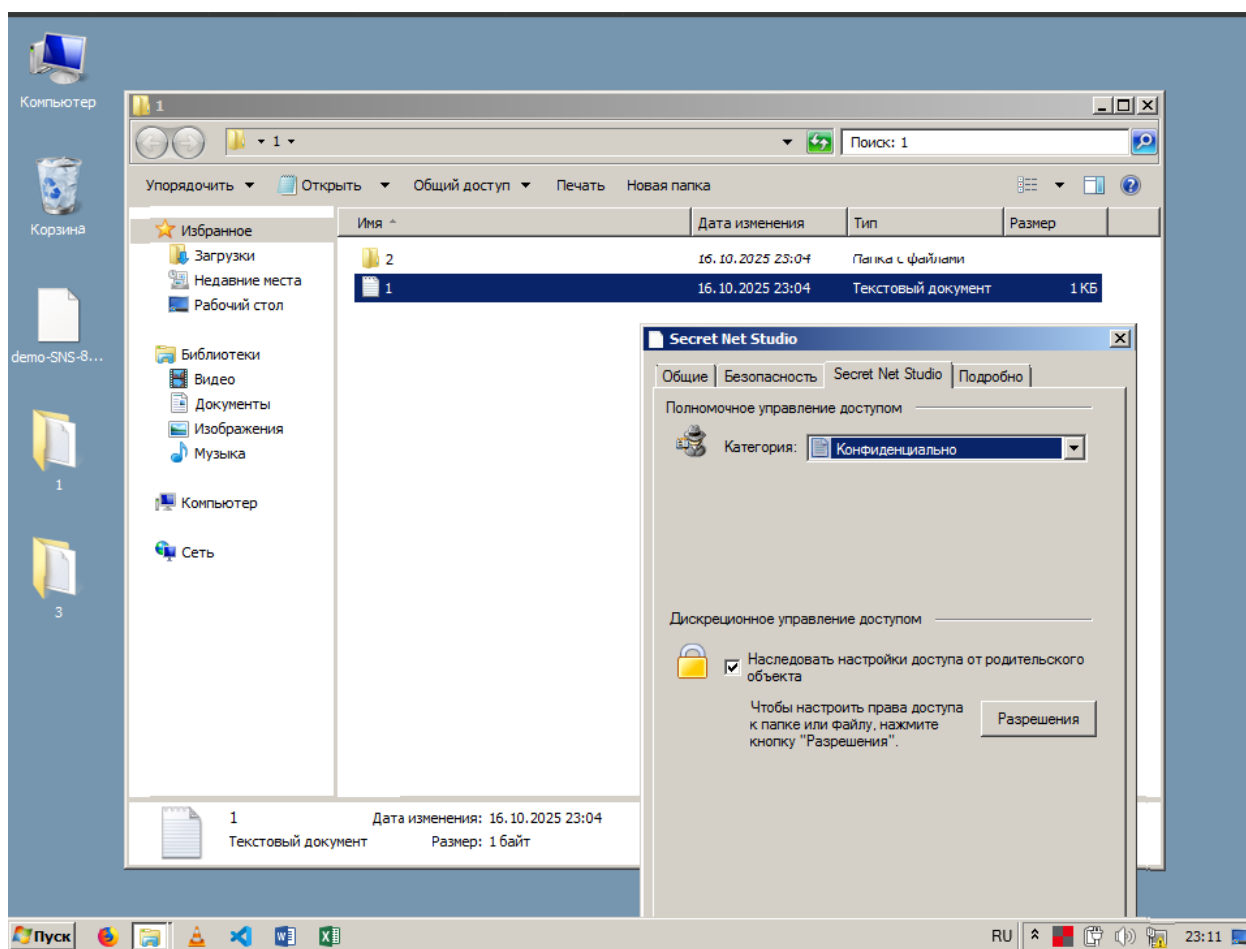 Компьютер
Корзина
demo-SNS-8...
1
3
1
1
Поиск: 1
Упорядочить
Открыть
Общий доступ
Печать
Новая папка
Избранное
Загрузки
Недавние места
Рабочий стол
Библиотеки
Видео
Документы
Изображения
Музыка
Компьютер
Сеть
Имя
Дата изменения
Тип
Размер
2
16.10.2025 23:04
Папка с файлами
1
16.10.2025 23:04
Текстовый документ
1 КБ
Secret Net Studio
Общие
Безопасность
Secret Net Studio
Подробно
Полномочное управление доступом
Категория:
Конфиденциально
Дискреционное управление доступом
Наследовать настройки доступа от родительского
объекта
Чтобы настроить права доступа
к папке или файлу, нажмите
кнопку "Разрешения".
Разрешения
1
Дата изменения: 16.10.2025 23:04
Текстовый документ
Размер: 1 байт
Пуск
RU
23:11